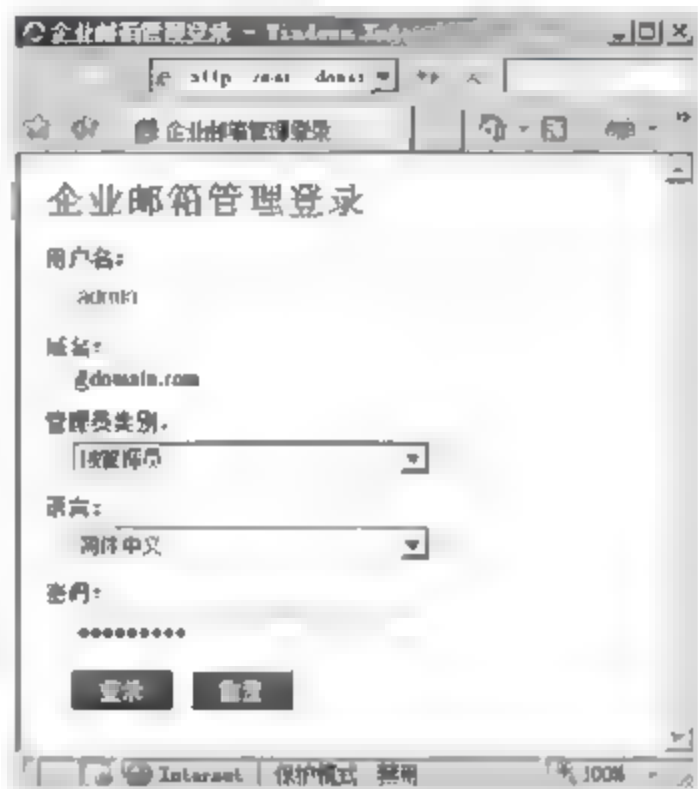 企业邮箱管理登录 - Windows
企业邮箱管理登录
企业邮箱管理登录
用户名:
admin
域名:
@domain.com
管理员类别:
域管理员
语言:
简体中文
密码:
•••••••••
登录 重置
Internet | 保护模式 禁用 100%